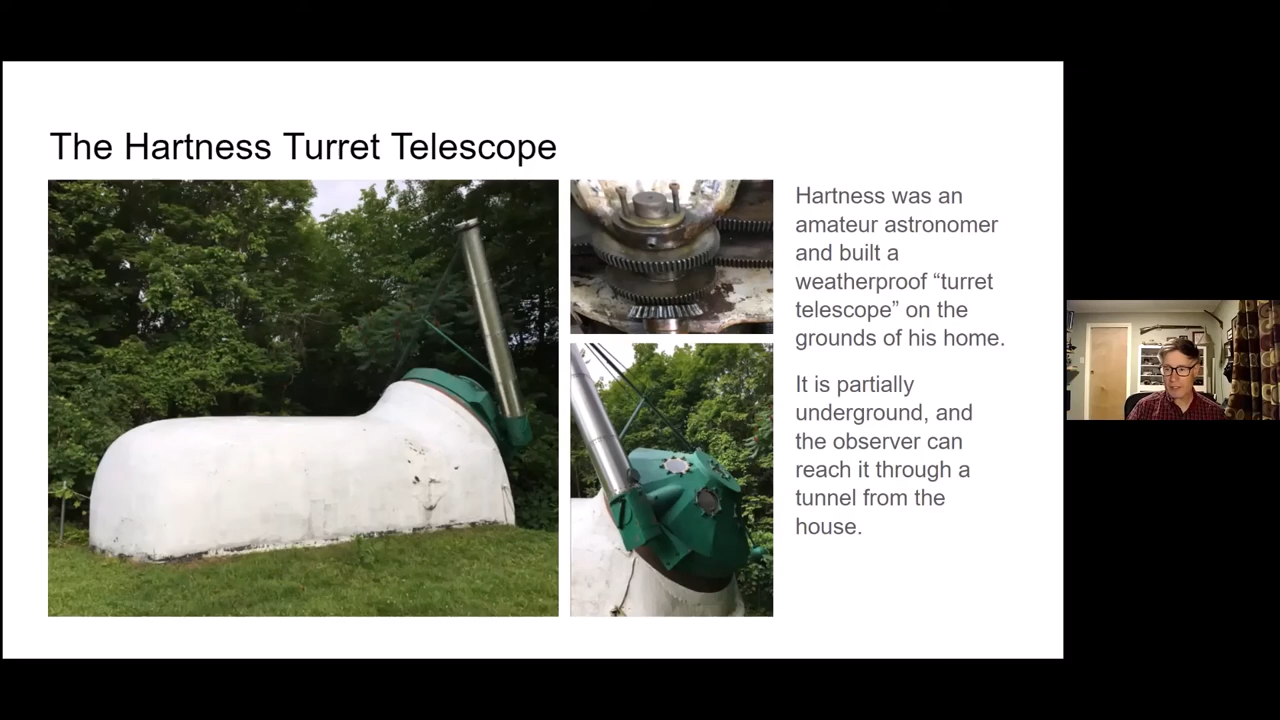 The Hartness Turret Telescope
Hartness was an
amateur astronomer
and built a
weatherproof “turret
telescope” on the
grounds of his home.
It is partially
underground, and
the observer can
reach it through a
tunnel from the
house.